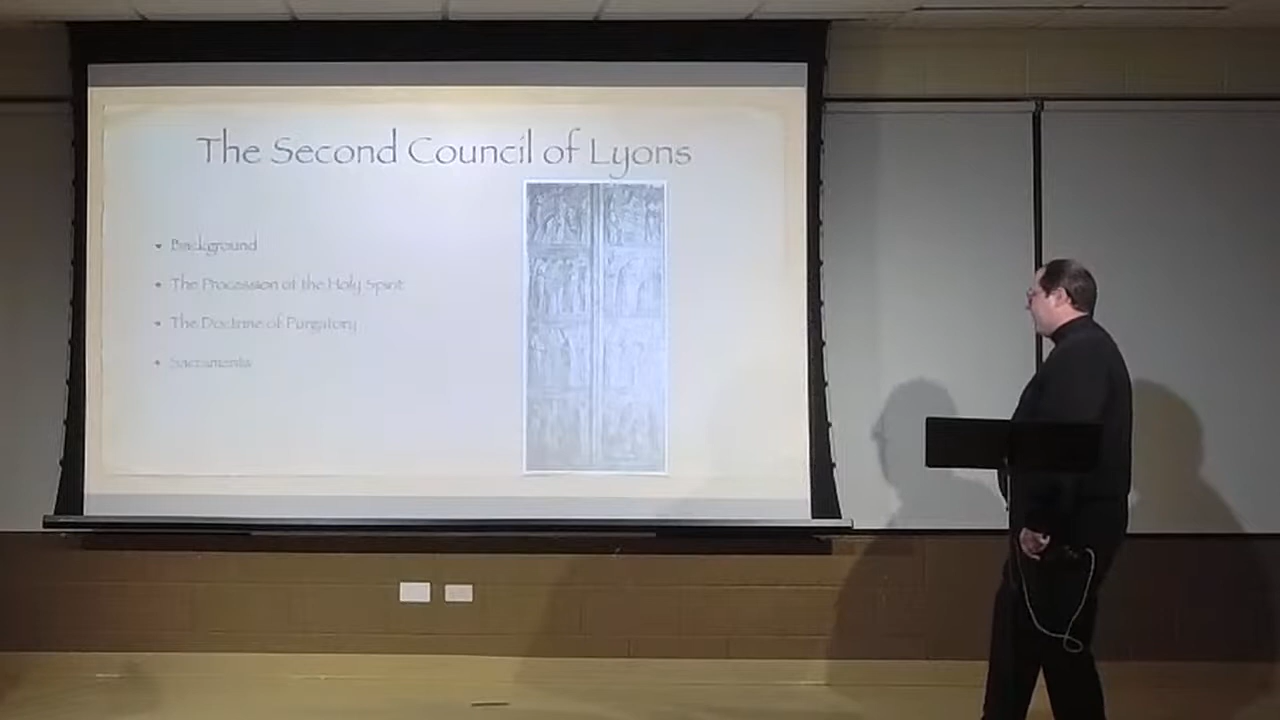 The Second Council of Lyons
Background
The Procession of the Holy Spirit
The Doctrine of Purgatory
Sacraments